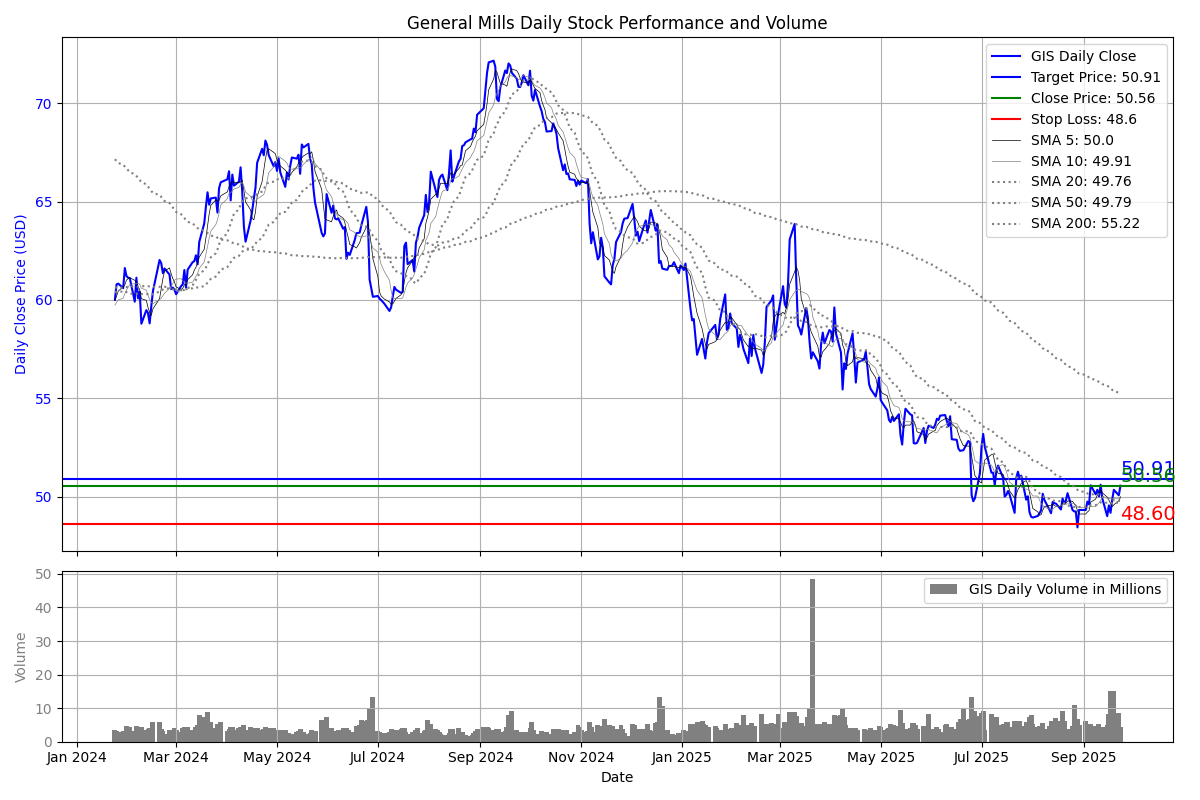 General Mills Daily Stock Performance and Volume
Daily Close Price (USD)
70
65
60
55
50
GIS Daily Close
Target Price: 50.91
Close Price: 50.56
Stop Loss: 48.6
SMA 5: 50.0
SMA 10: 49.91
SMA 20: 49.76
SMA 50: 49.79
SMA 200: 55.22
50.91
50.56
48.60
Volume
50
40
30
20
10
0
GIS Daily Volume in Millions
Jan 2024 Mar 2024 May 2024 Jul 2024 Sep 2024 Nov 2024 Jan 2025 Mar 2025 May 2025 Jul 2025 Sep 2025
Date